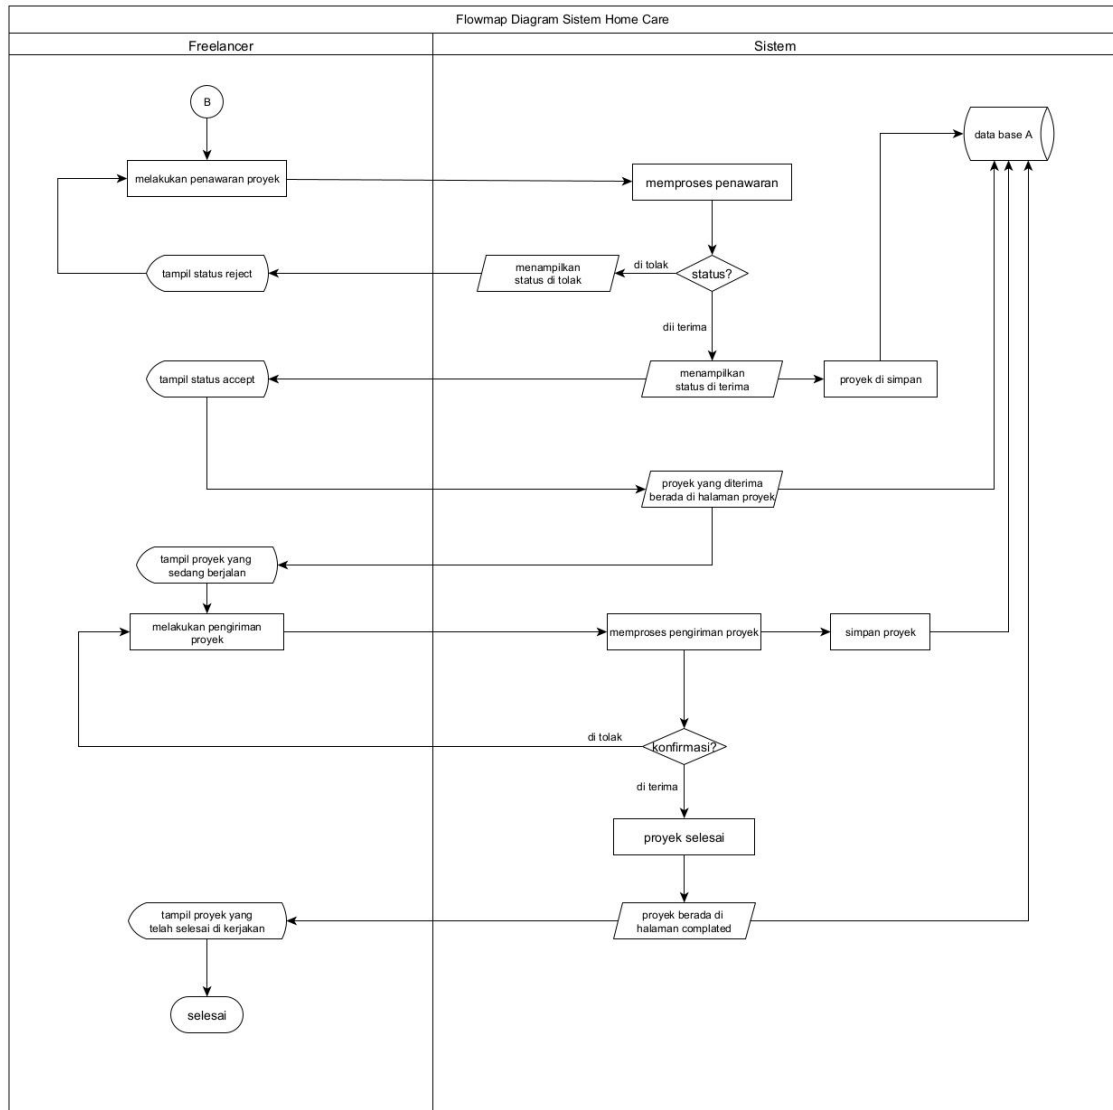 Flowmap Diagram Sistem Home Care
Freelancer
Sistem
B
data base A
melakukan penawaran proyek
memproses penawaran
tampil status reject
menampilkan
status di tolak
di tolak
status?
dii terima
tampil status accept
menampilkan
status di terima
proyek di simpan
proyek yang diterima
berada di halaman proyek
tampil proyek yang
sedang berjalan
melakukan pengiriman
proyek
memproses pengiriman proyek
simpan proyek
di tolak
konfirmasi?
di terima
proyek selesai
tampil proyek yang
telah selesai di kerjakan
proyek berada di
halaman complated
selesai